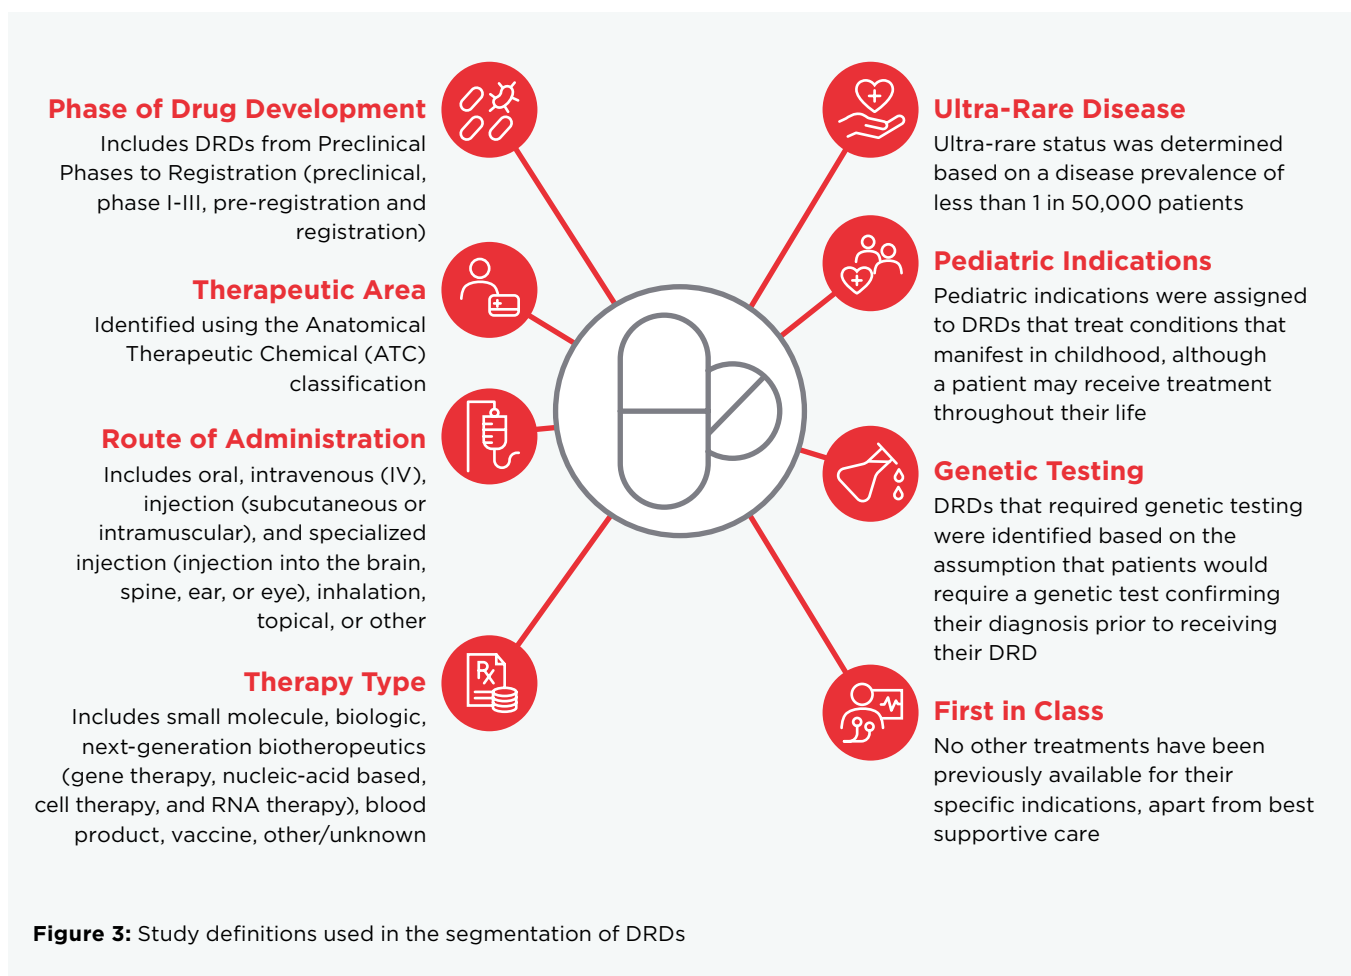 Phase of Drug Development
Includes DRDs from Preclinical
Phases to Registration (preclinical,
phase I-III, pre-registration and
registration)
Therapeutic Area
Identified using the Anatomical
Therapeutic Chemical (ATC)
classification
Route of Administration
Includes oral, intravenous (IV),
injection (subcutaneous or
intramuscular), and specialized
injection (injection into the brain,
spine, ear, or eye), inhalation,
topical, or other
Therapy Type
Includes small molecule, biologic,
next-generation biotheropeutics
(gene therapy, nucleic-acid based,
cell therapy, and RNA therapy), blood
product, vaccine, other/unknown
Rx
Ultra-Rare Disease
Ultra-rare status was determined
based on a disease prevalence of
less than 1 in 50,000 patients
Pediatric Indications
Pediatric indications were assigned
to DRDs that treat conditions that
manifest in childhood, although
a patient may receive treatment
throughout their life
Genetic Testing
DRDs that required genetic testing
were identified based on the
assumption that patients would
require a genetic test confirming
their diagnosis prior to receiving
their DRD
First in Class
No other treatments have been
previously available for their
specific indications, apart from best
supportive care
Figure 3: Study definitions used in the segmentation of DRDs